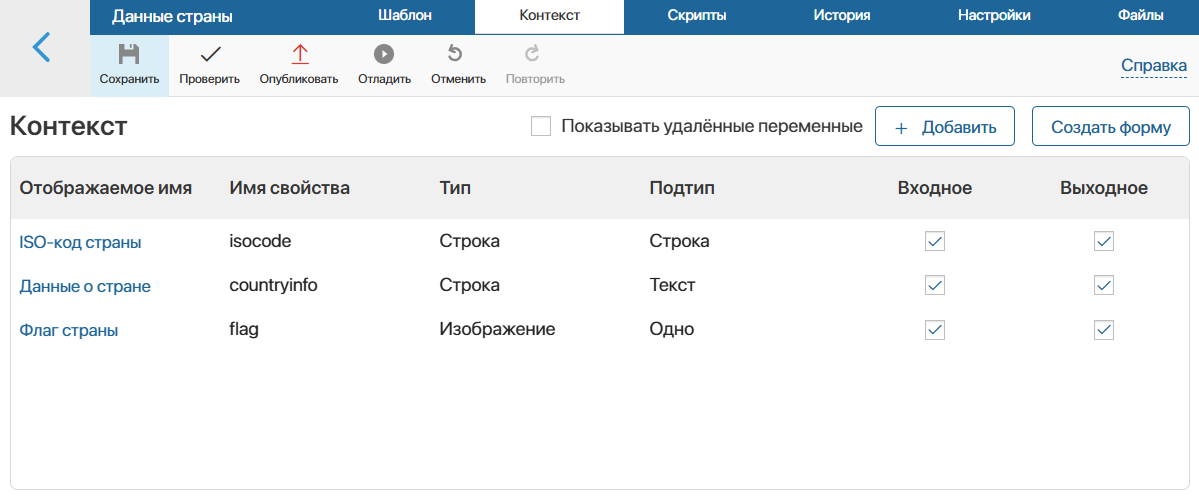 Данные страны Шаблон Контекст Скрипты История Настройки Файлы
Сохранить Проверить Опубликовать Отладить Отменить Повторить Справка
Контекст Показывать удалённые переменные + Добавить Создать форму
Отображаемое имя Имя свойства Тип Подтип Входное Выходное
ISO-код страны isocode Строка Строка
Данные о стране countryinfo Строка Текст
Флаг страны flag Изображение Одно